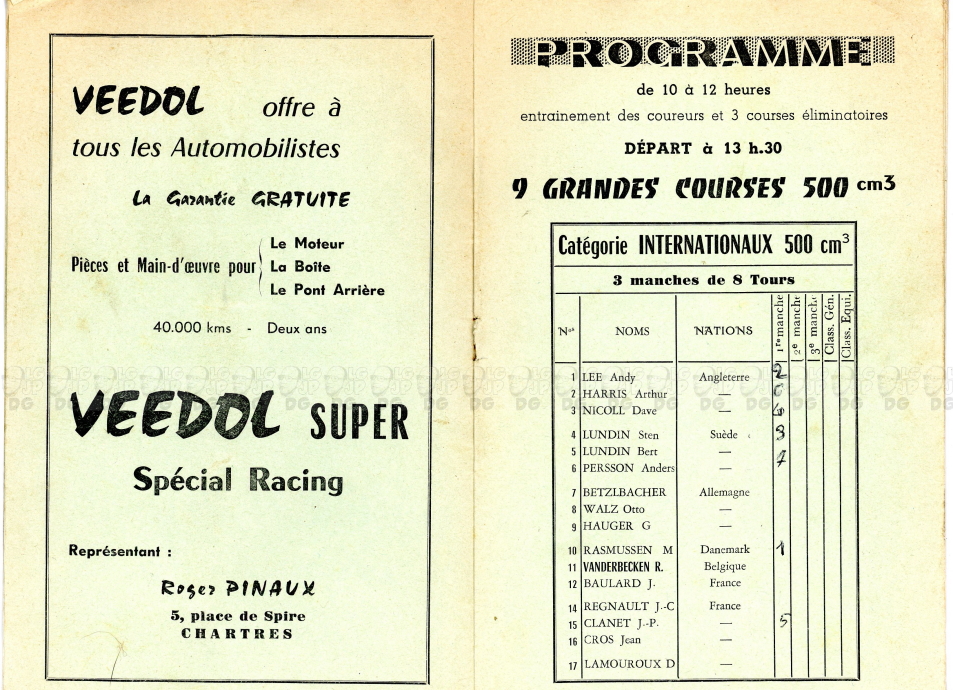 VEEDOL offre à
tous les Automobilistes
La Garantie GRATUITE
Pièces et Main-d'œuvre pour
Le Moteur
La Boîte
Le Pont Arrière
40.000 kms - Deux ans
VEEDOL SUPER
Spécial Racing
Représentant :
Roger PINAUX
5, place de Spire
CHARTRES
PROGRAMME
de 10 à 12 heures
entrainement des coureurs et 3 courses éliminatoires
DÉPART à 13 h.30
9 GRANDES COURSES 500 cm3
Catégorie INTERNATIONAUX 500 cm3
3 manches de 8 Tours
Nos NOMS NATIONS 1re manche 2e manche 3e manche Class. Gén. Class. Equi.
1 LEE Andy Angleterre 2
2 HARRIS Arthur —
3 NICOLL Dave —
4 LUNDIN Sten Suède 3
5 LUNDIN Bert —
6 PERSSON Anders —
7 BETZLBACHER Allemagne
8 WALZ Otto —
9 HAUGER G —
10 RASMUSSEN M Danemark 1
11 VANDERBECKEN R. Belgique
12 BAULARD J. France
14 REGNAULT J.-C France
15 CLANET J.-P. — 5
16 CROS Jean —
17 LAMOUROUX D —